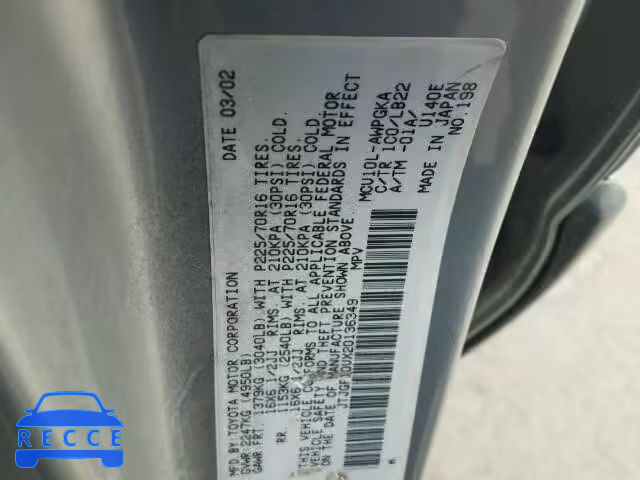 MFD.BY:TOYOTA MOTOR CORPORATION DATE 03/02
GVWR:2247KG(4950LB)
GAWR:FRT. 1379KG (3040LB) WITH P225/70R16 TIRES.
16X6 1/2JJ RIMS. AT 210KPA (30PSI) COLD.
RR. 1153KG (2540LB) WITH P225/70R16 TIRES.
16X6 1/2JJ RIMS. AT 210KPA (30PSI) COLD.
THIS VEHICLE CONFORMS TO ALL APPLICABLE FEDERAL MOTOR
VEHICLE SAFETY AND THEFT PREVENTION STANDARDS IN EFFECT
ON THE DATE OF MANUFACTURE SHOWN ABOVE.
JTJGF10UX20136349 MPV
MCU10L-AWPGKA
C/TR 1C0/LB22
A/TM -01A/ U140E
MADE IN JAPAN
NO.198